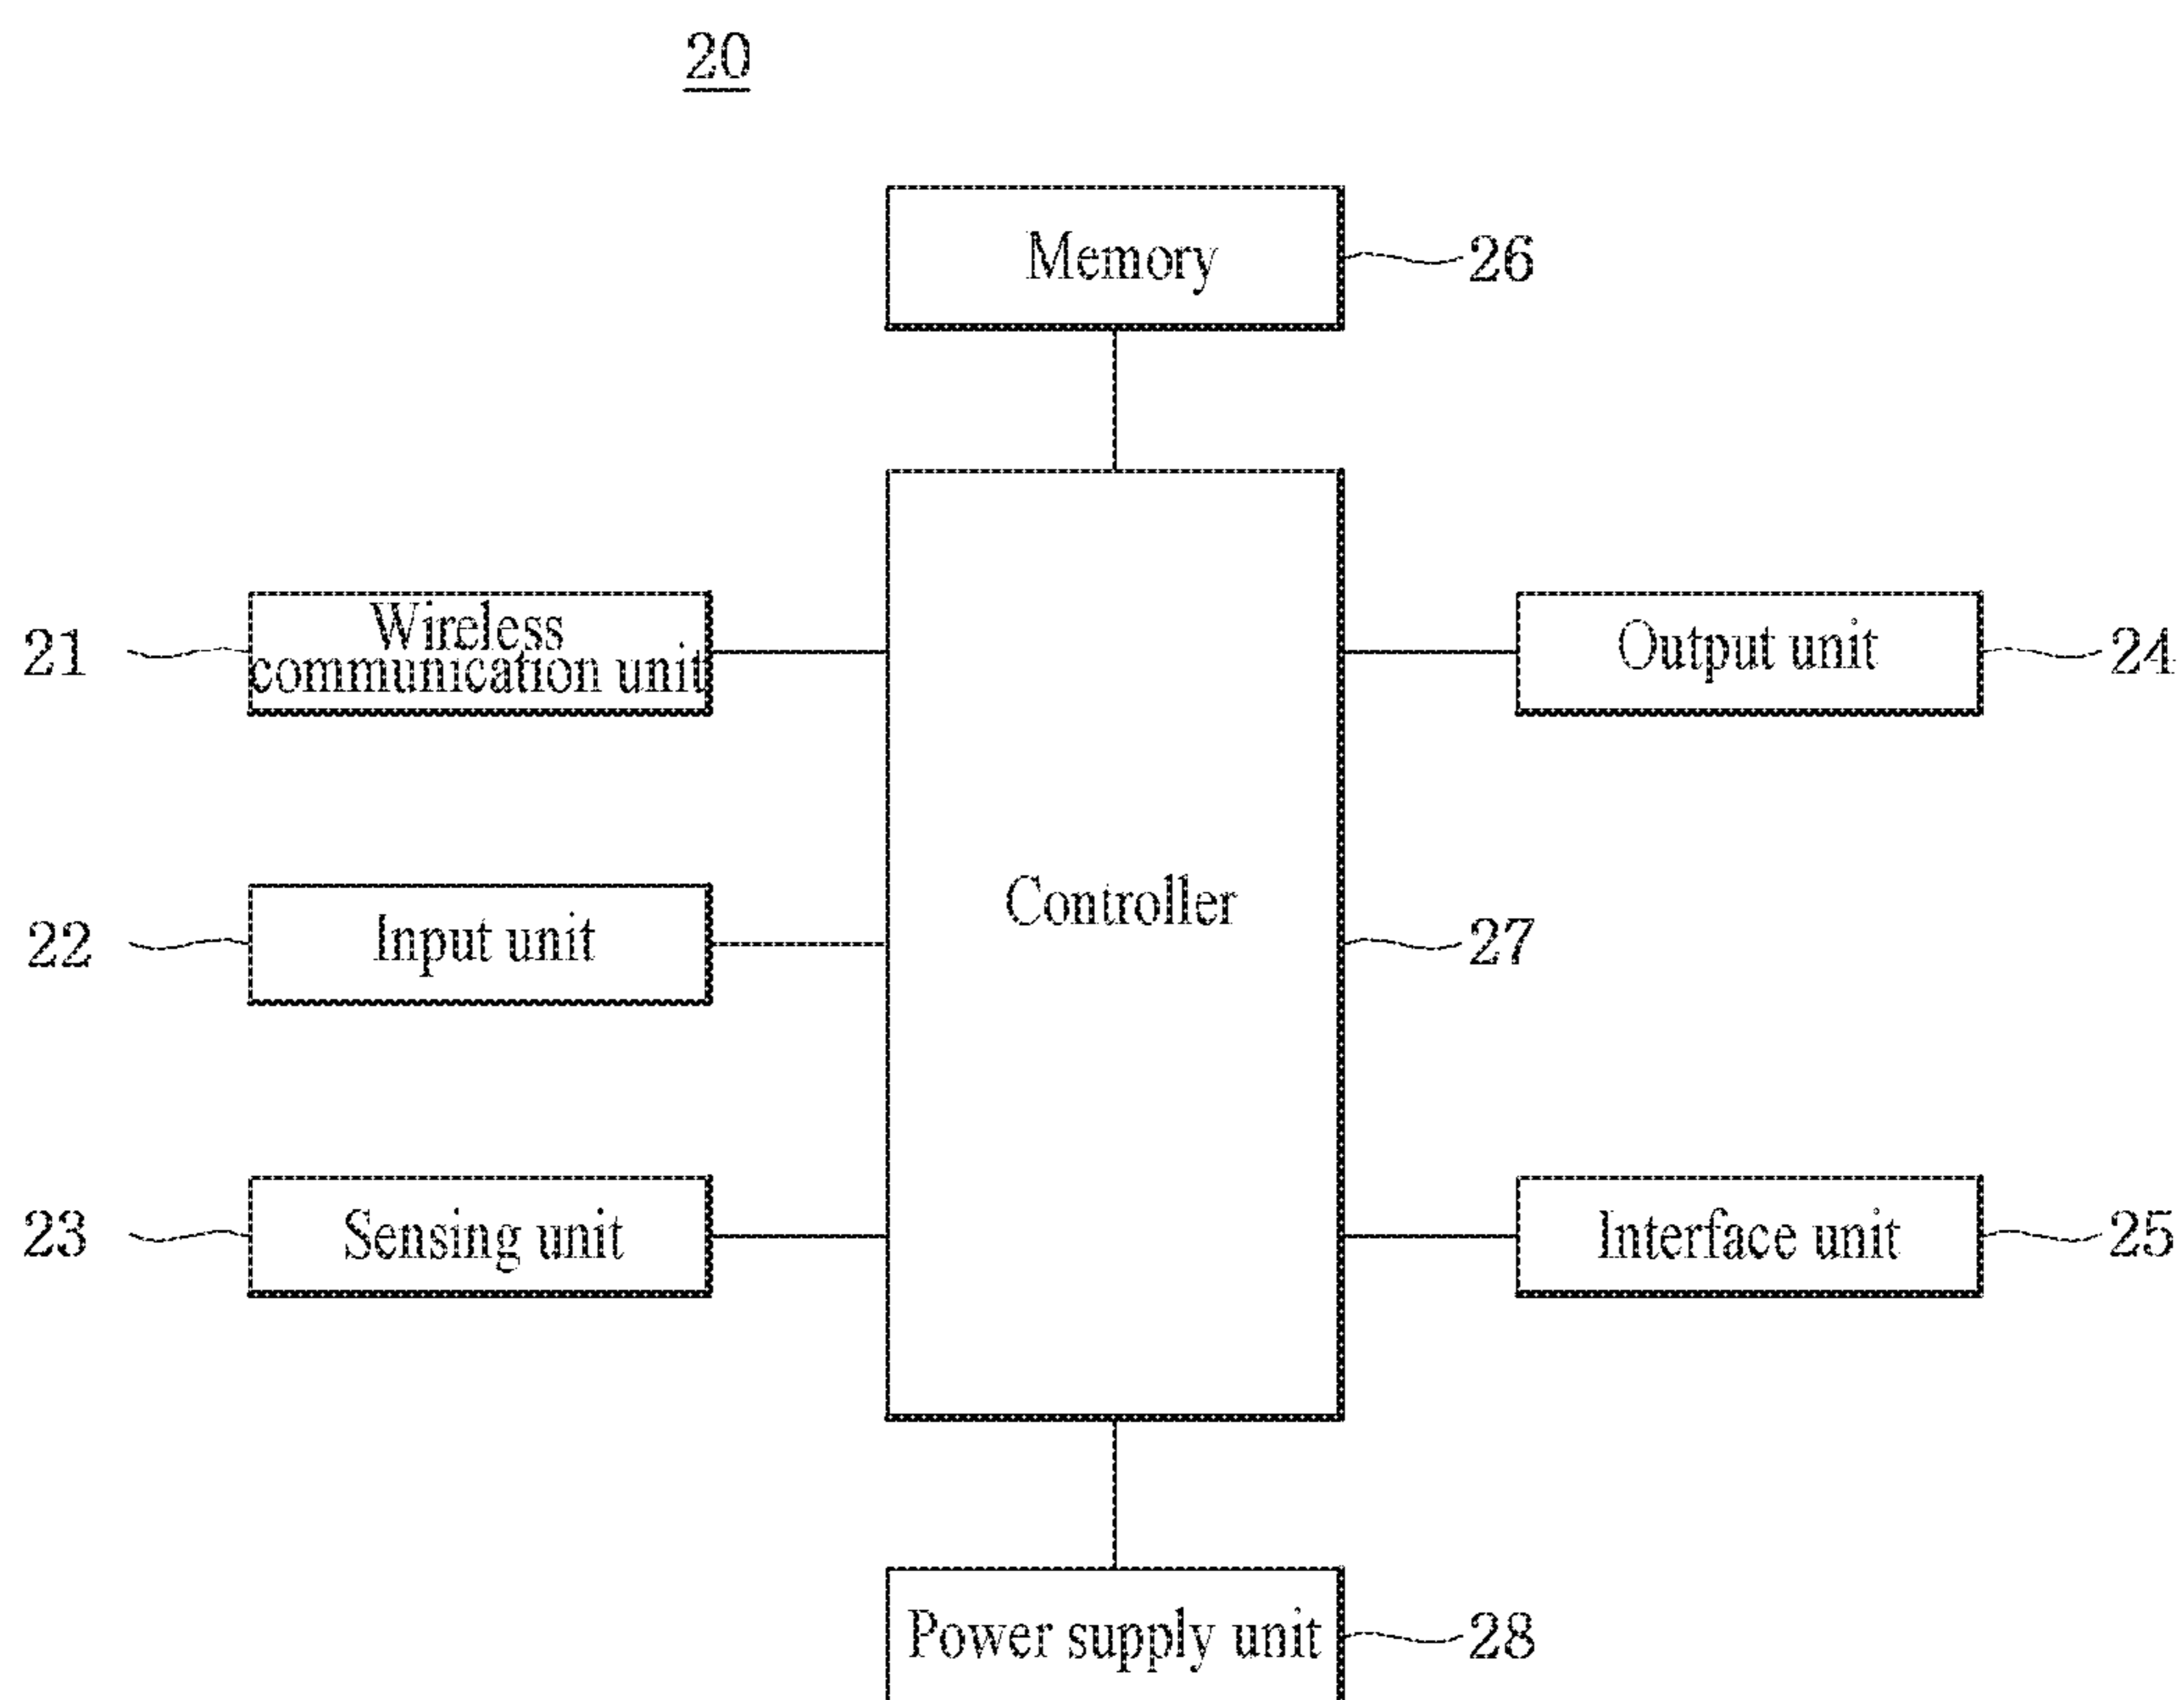 20
Memory
26
21
Wireless
communication unit
Output unit
24
22
Input unit
Controller
27
23
Sensing unit
Interface unit
25
Power supply unit
28